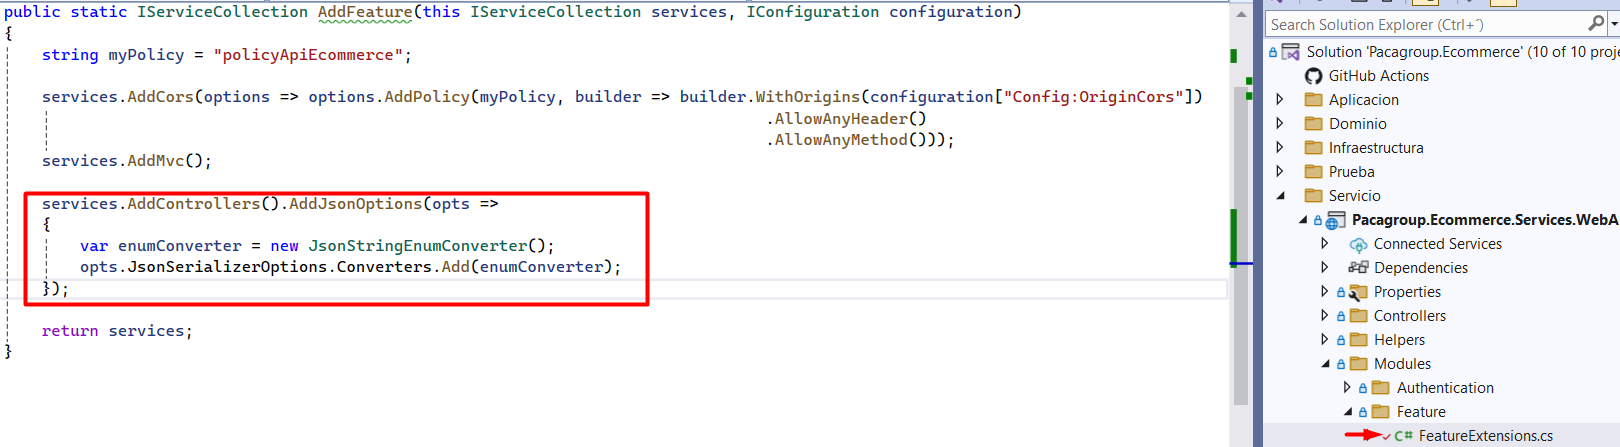 public static IServiceCollection AddFeature(this IServiceCollection services, IConfiguration configuration)
{
string myPolicy = "policyApiEcommerce";
services.AddCors(options => options.AddPolicy(myPolicy, builder => builder.WithOrigins(configuration["Config:OriginCors"])
.AllowAnyHeader()
.AllowAnyMethod()));
services.AddMvc();
services.AddControllers().AddJsonOptions(opts =>
{
var enumConverter = new JsonStringEnumConverter();
opts.JsonSerializerOptions.Converters.Add(enumConverter);
});
return services;
}
Search Solution Explorer (Ctrl+´)
Solution 'Pacagroup.Ecommerce' (10 of 10 proje
GitHub Actions
Aplicacion
Dominio
Infraestructura
Prueba
Servicio
Pacagroup.Ecommerce.Services.WebA
Connected Services
Dependencies
Properties
Controllers
Helpers
Modules
Authentication
Feature
C# FeatureExtensions.cs